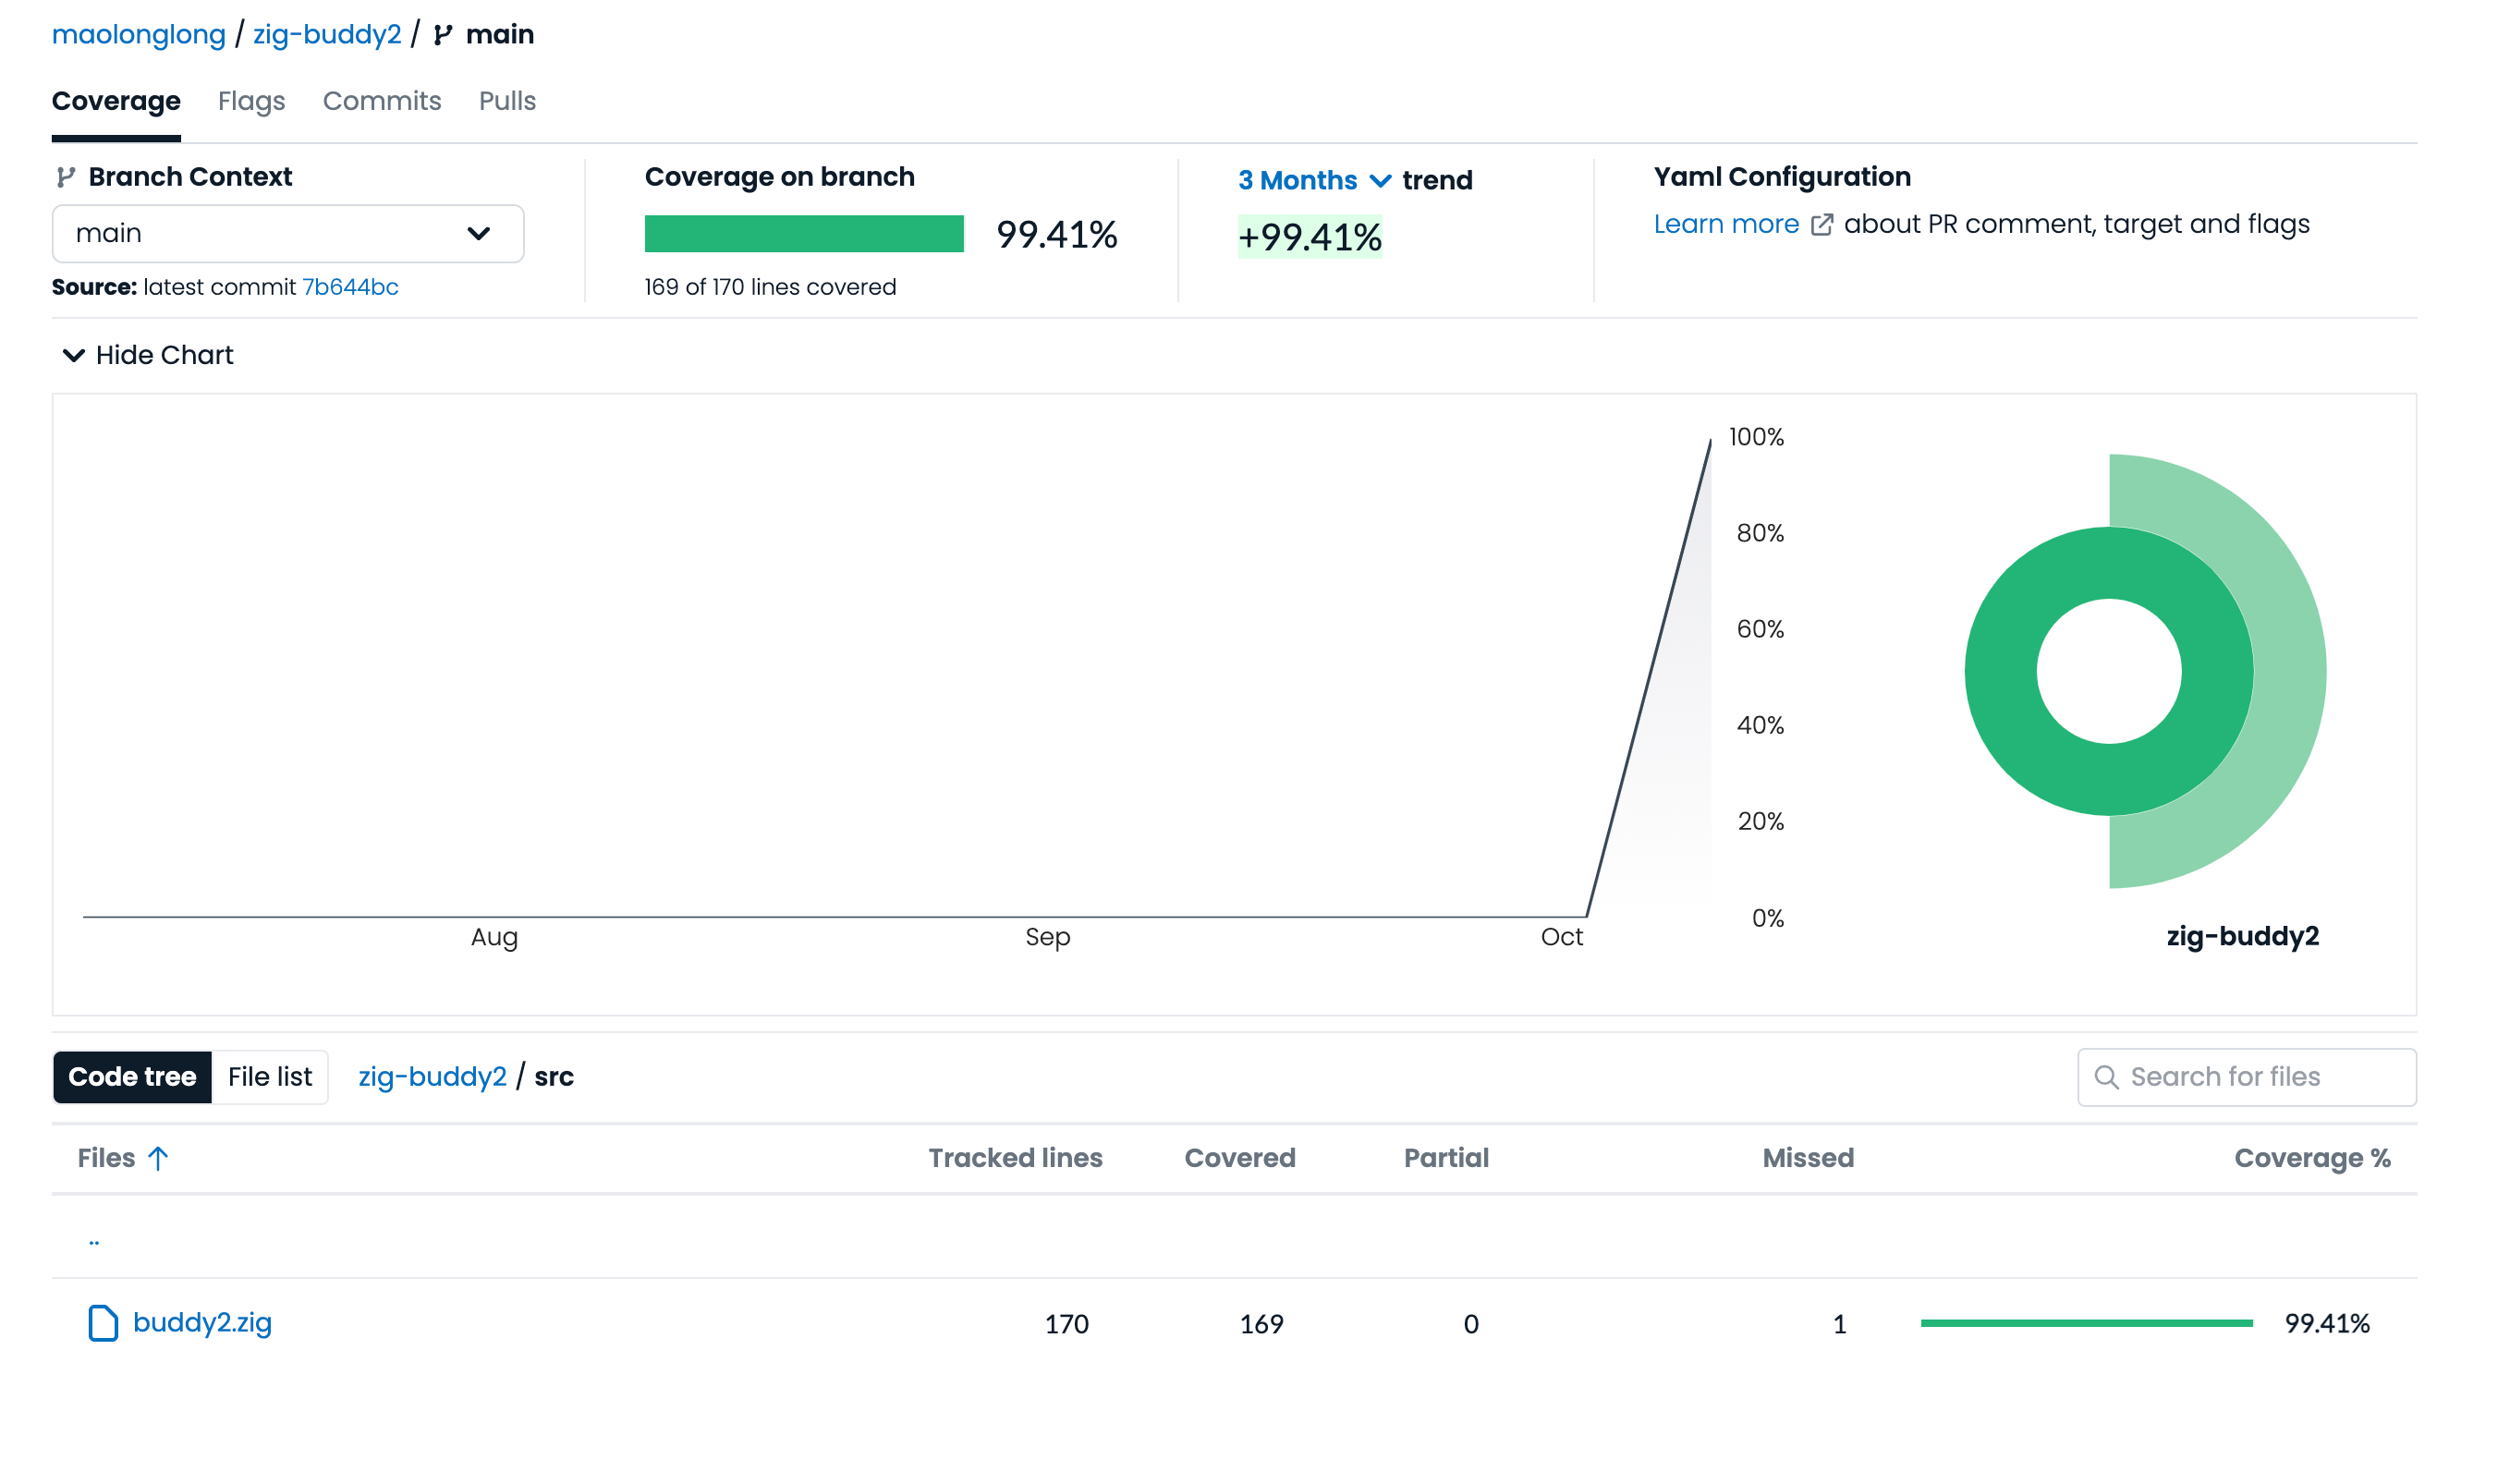 maolonglong / zig-buddy2 / main
Coverage Flags Commits Pulls
Branch Context
main
Source: latest commit 7b644bc
Coverage on branch
99.41%
169 of 170 lines covered
3 Months trend
+99.41%
Yaml Configuration
Learn more about PR comment, target and flags
Hide Chart
100%
80%
60%
40%
20%
0%
Aug Sep Oct
zig-buddy2
Code tree File list zig-buddy2 / src Search for files
Files Tracked lines Covered Partial Missed Coverage %
..
buddy2.zig 170 169 0 1 99.41%